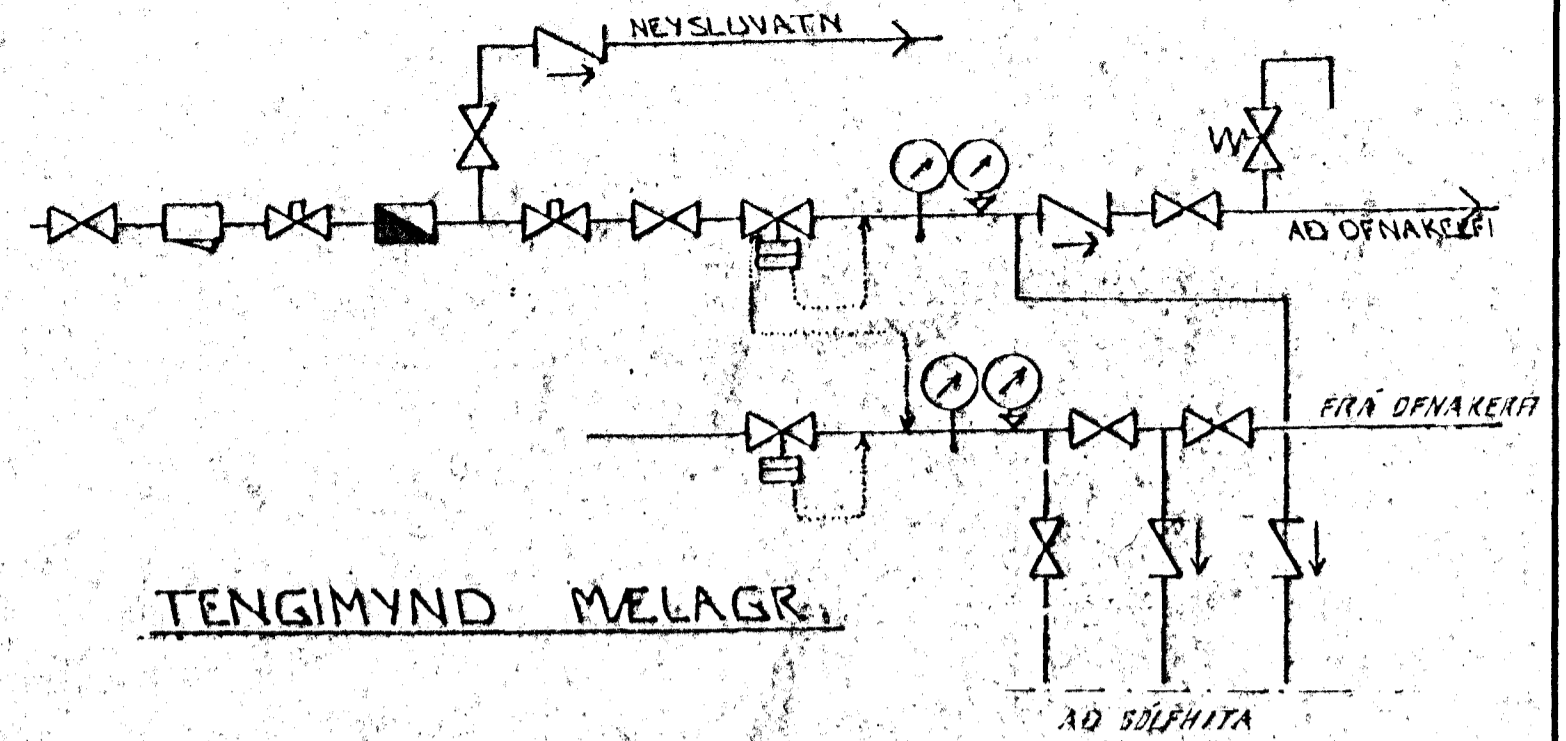 NEYSLUVATN
AÐ OFNAKERFI
FRÁ OFNAKERFI
TENGIMYND MÆLAGR.
AÐ GÓLFHITA